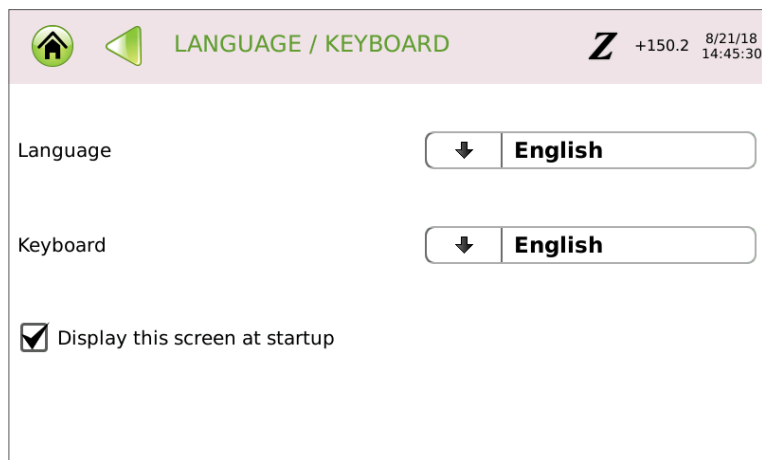 LANGUAGE / KEYBOARD
Z +150.2 8/21/18
14:45:30
Language English
Keyboard English
Display this screen at startup